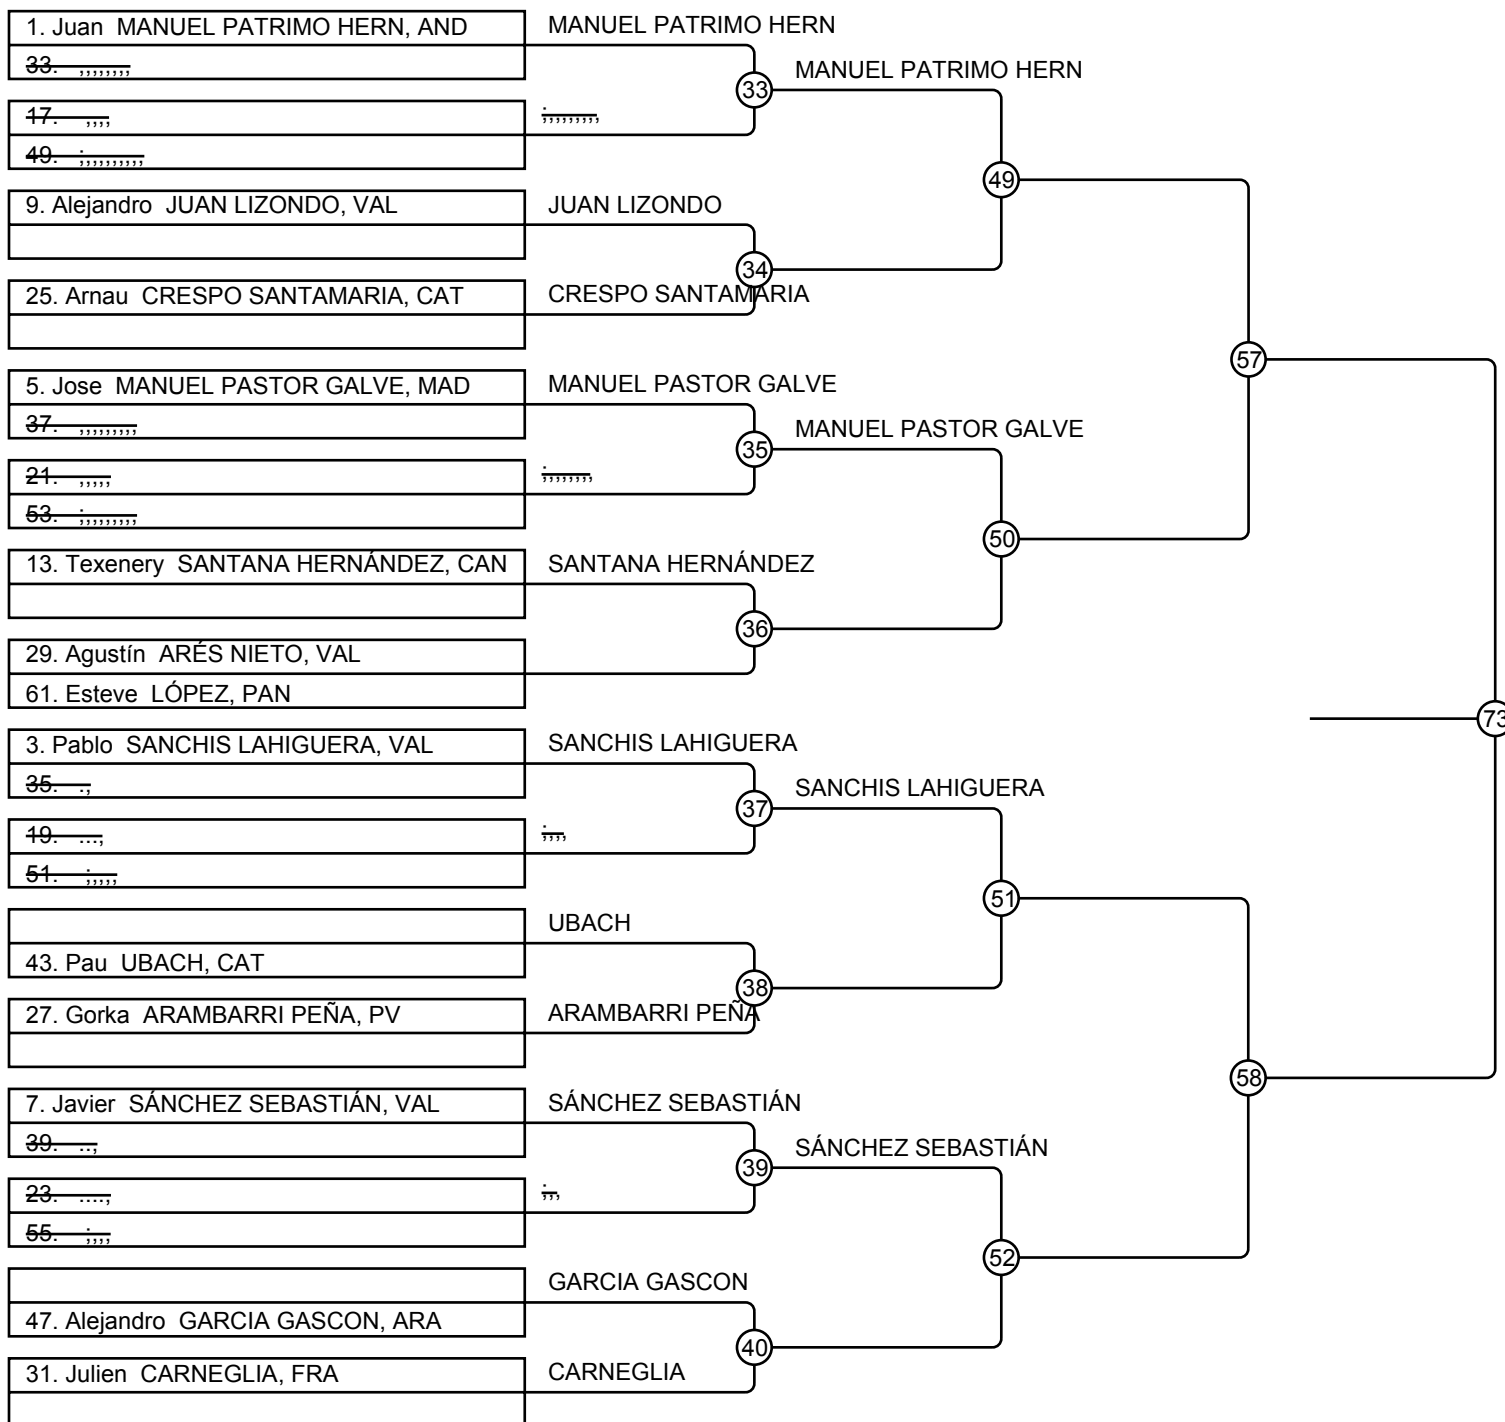 1. Juan MANUEL PATRIMO HERN, AND
MANUEL PATRIMO HERN
33. ;,,,,,,,
MANUEL PATRIMO HERN
33
17. ,,,,
;,,,,,,,,
49. ;,,,,,,,,,
49
9. Alejandro JUAN LIZONDO, VAL
JUAN LIZONDO
34
25. Arnau CRESPO SANTAMARIA, CAT
CRESPO SANTAMARIA
57
5. Jose MANUEL PASTOR GALVE, MAD
MANUEL PASTOR GALVE
37. ,,,,,,,,,
MANUEL PASTOR GALVE
35
21. ,,,,,
;,,,,,,,
53. ;,,,,,,,,
50
13. Texenery SANTANA HERNÁNDEZ, CAN
SANTANA HERNÁNDEZ
36
29. Agustín ARÉS NIETO, VAL
61. Esteve LÓPEZ, PAN
73
3. Pablo SANCHIS LAHIGUERA, VAL
SANCHIS LAHIGUERA
35. .,
SANCHIS LAHIGUERA
37
19. ...,
;,,,
51. ;,,,,
51
UBACH
43. Pau UBACH, CAT
38
27. Gorka ARAMBARRI PEÑA, PV
ARAMBARRI PEÑA
58
7. Javier SÁNCHEZ SEBASTIÁN, VAL
SÁNCHEZ SEBASTIÁN
39. ..,
SÁNCHEZ SEBASTIÁN
39
23. ....,
;,,
55. ;,,,
52
GARCIA GASCON
47. Alejandro GARCIA GASCON, ARA
40
31. Julien CARNEGLIA, FRA
CARNEGLIA